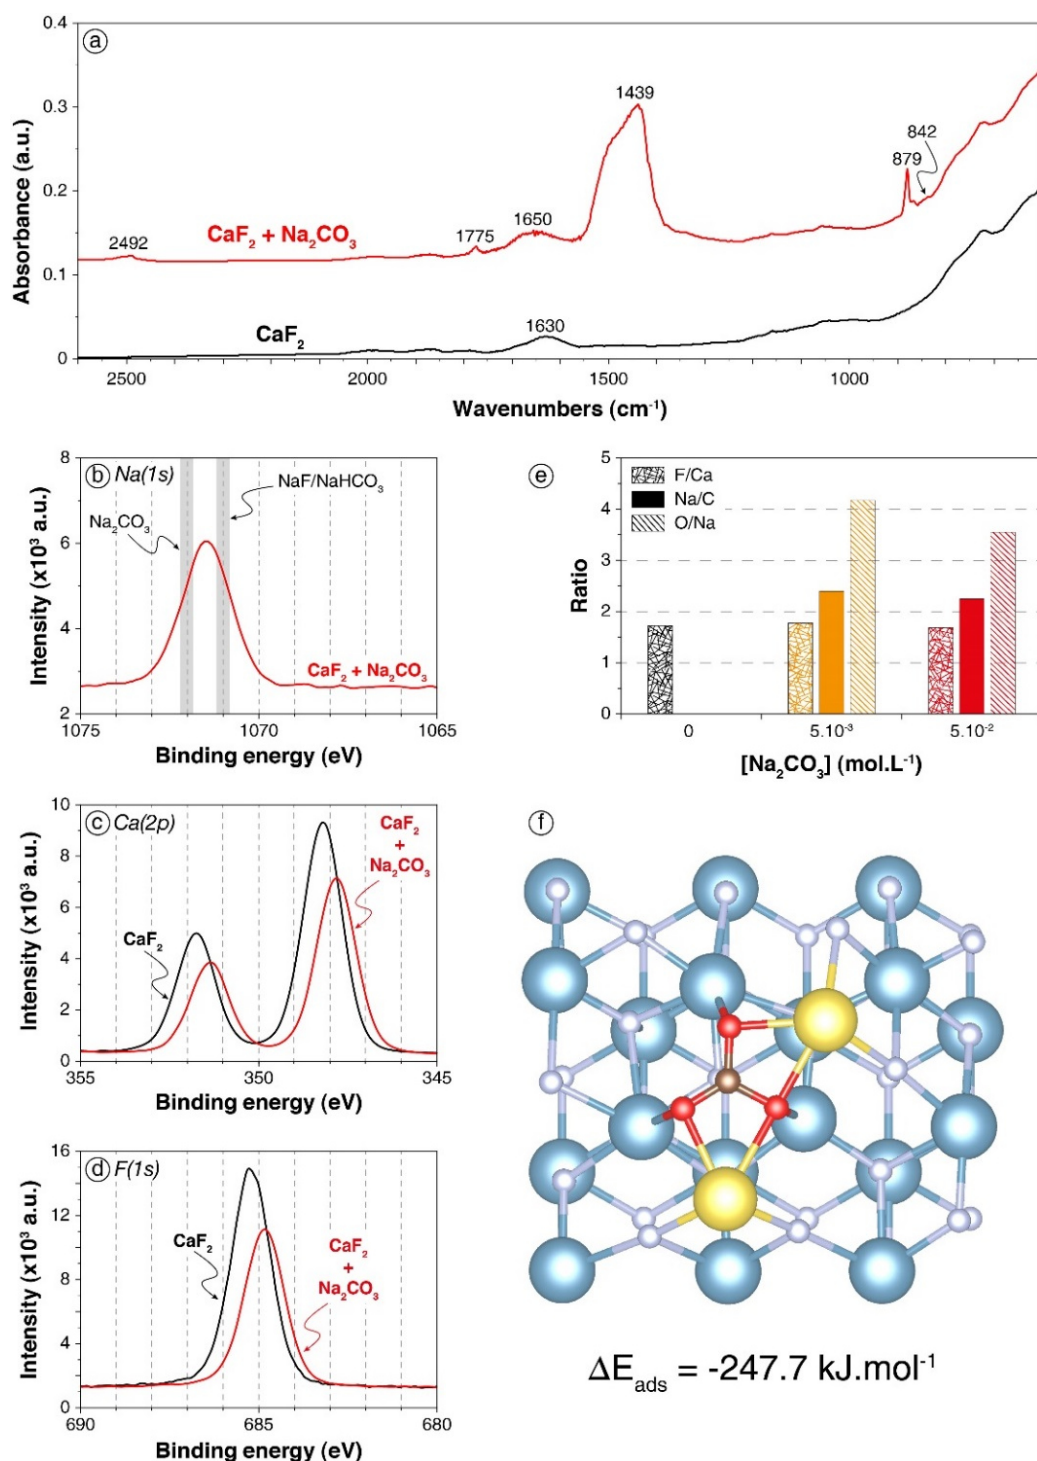 a
0.4
0.3
0.2
0.1
0
Absorbance (a.u.)
2492
1775
1650
1439
879
842
CaF₂ + Na₂CO₃
1630
CaF₂
2500 2000 1500 1000
Wavenumbers (cm⁻¹)
b Na(1s)
8
6
4
2
Intensity (x10³ a.u.)
Na₂CO₃
NaF/NaHCO₃
CaF₂ + Na₂CO₃
1075 1070 1065
Binding energy (eV)
e
5
4
3
2
1
0
Ratio
F/Ca
Na/C
O/Na
0 5.10⁻³ 5.10⁻²
[Na₂CO₃] (mol.L⁻¹)
c Ca(2p)
10
8
6
4
2
0
Intensity (x10³ a.u.)
CaF₂
CaF₂
+
Na₂CO₃
355 350 345
Binding energy (eV)
d F(1s)
16
12
8
4
0
Intensity (x10³ a.u.)
CaF₂
CaF₂
+
Na₂CO₃
690 685 680
Binding energy (eV)
f
ΔE_ads = -247.7 kJ.mol⁻¹